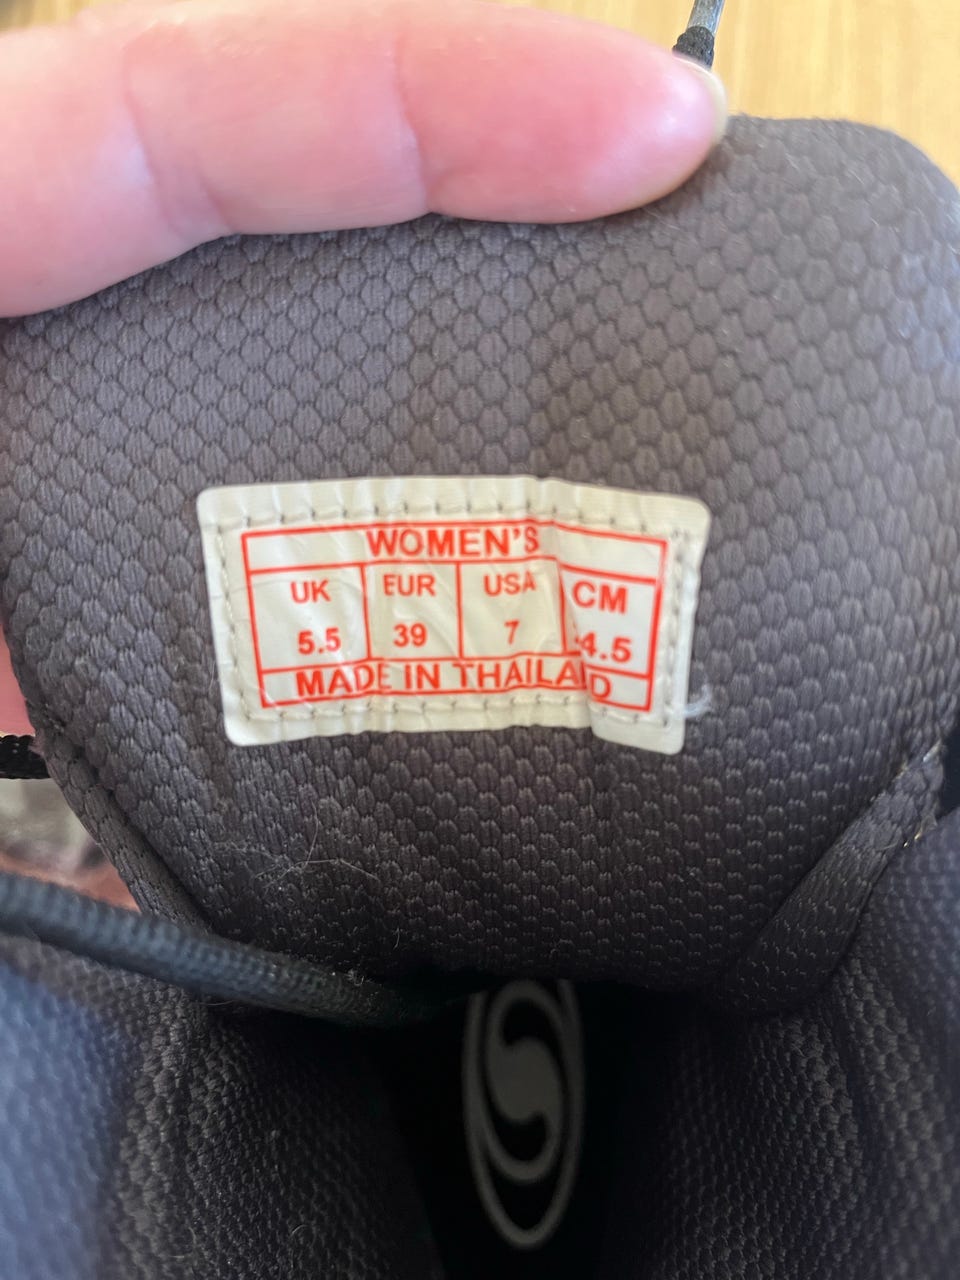 WOMEN'S
UK EUR USA CM
5.5 39 7 4.5
MADE IN THAILAND